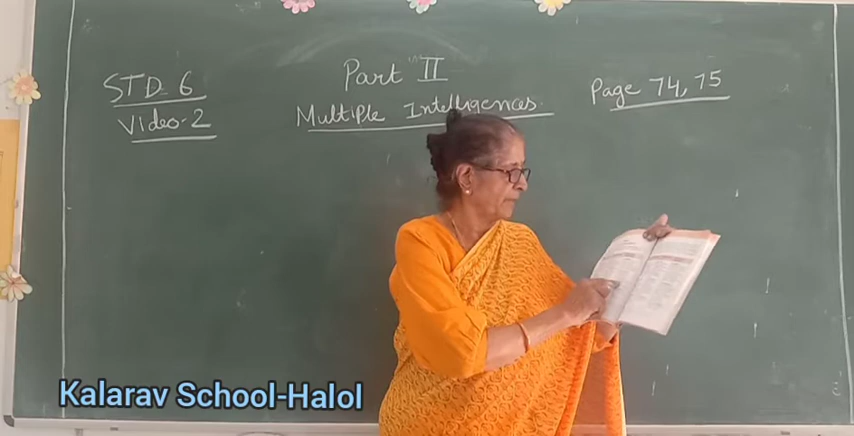 STD. 6
Video-2
Part II
Multiple Intelligences.
Page 74, 75
Kalarav School-Halol